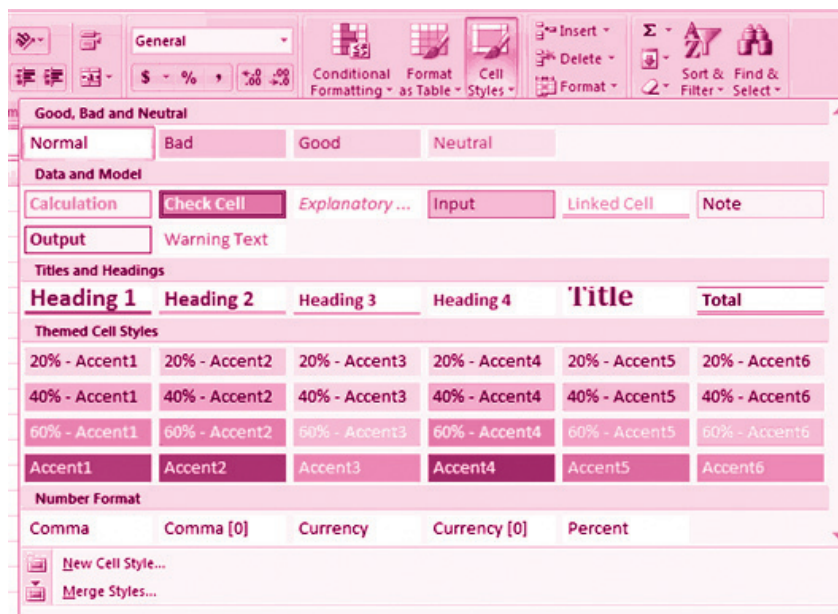 General
Insert
Delete
Format
$ % ,
Conditional Formatting
Format as Table
Cell Styles
Σ
Sort & Filter
Find & Select
Good, Bad and Neutral
Normal Bad Good Neutral
Data and Model
Calculation Check Cell Explanatory ... Input Linked Cell Note
Output Warning Text
Titles and Headings
Heading 1 Heading 2 Heading 3 Heading 4 Title Total
Themed Cell Styles
20% - Accent1 20% - Accent2 20% - Accent3 20% - Accent4 20% - Accent5 20% - Accent6
40% - Accent1 40% - Accent2 40% - Accent3 40% - Accent4 40% - Accent5 40% - Accent6
60% - Accent1 60% - Accent2 60% - Accent3 60% - Accent4 60% - Accent5 60% - Accent6
Accent1 Accent2 Accent3 Accent4 Accent5 Accent6
Number Format
Comma Comma [0] Currency Currency [0] Percent
New Cell Style...
Merge Styles...